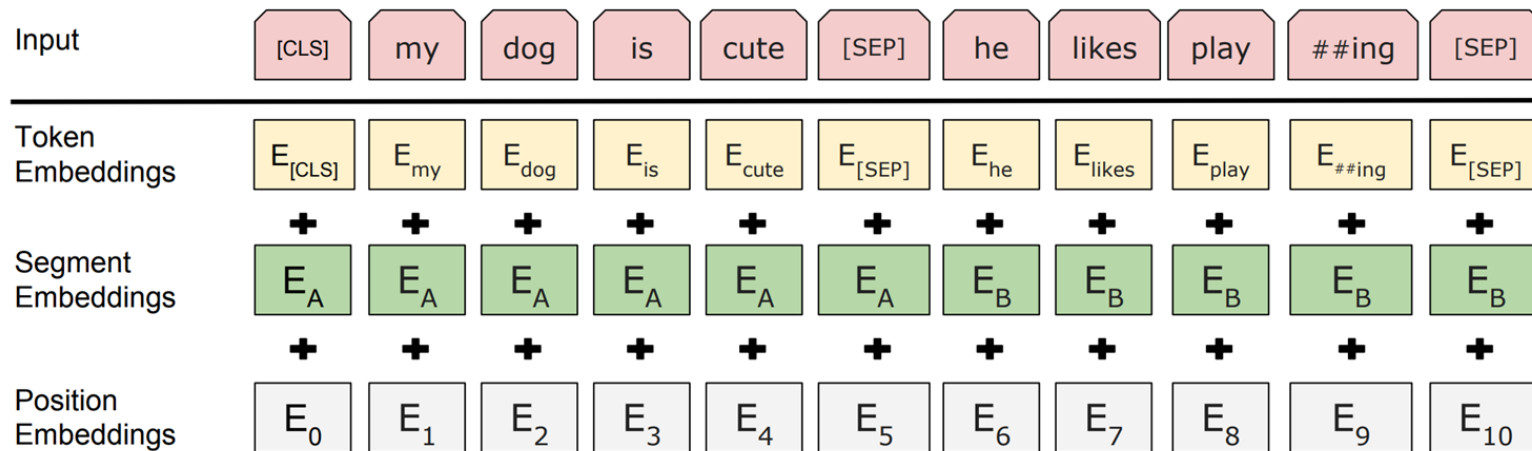 Input [CLS] my dog is cute [SEP] he likes play ##ing [SEP]
Token Embeddings E[CLS] Emy Edog Eis Ecute E[SEP] Ehe Elikes Eplay E##ing E[SEP]
+ + + + + + + + + + +
Segment Embeddings EA EA EA EA EA EA EB EB EB EB EB
+ + + + + + + + + + +
Position Embeddings E0 E1 E2 E3 E4 E5 E6 E7 E8 E9 E10